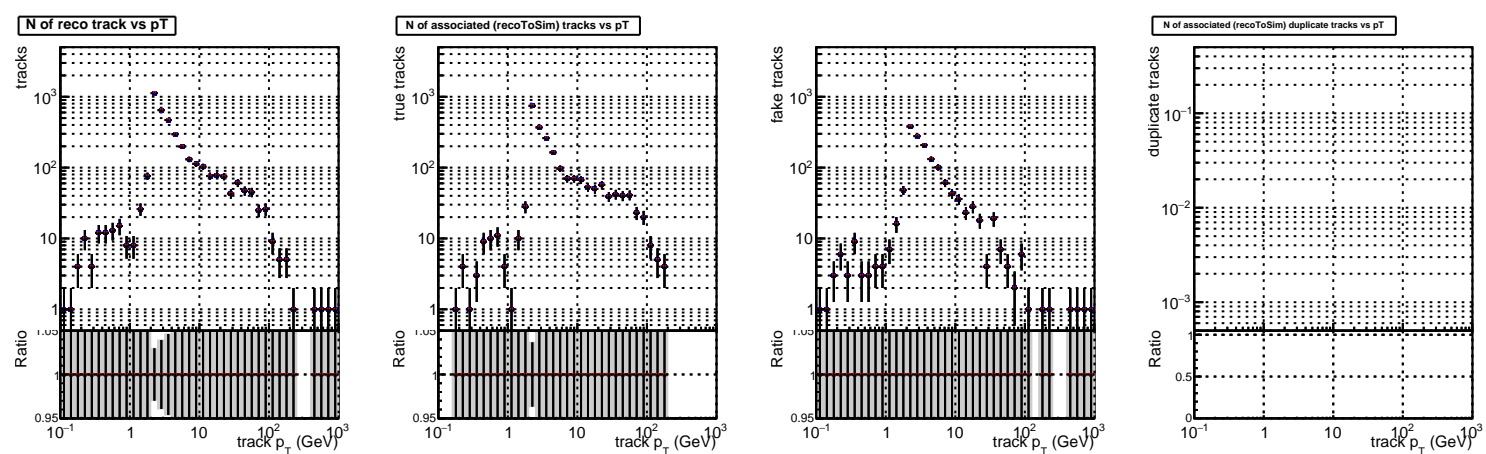 N of reco track vs pT
tracks
10³
10²
10
1
Ratio
1.05
1
0.95
10⁻¹ 1 10 10² 10³
track p_T (GeV)
N of associated (recoToSim) tracks vs pT
true tracks
10³
10²
10
1
Ratio
1.05
1
0.95
10⁻¹ 1 10 10² 10³
track p_T (GeV)
fake tracks
10³
10²
10
1
Ratio
1.05
1
0.95
10⁻¹ 1 10 10² 10³
track p_T (GeV)
N of associated (recoToSim) duplicate tracks vs pT
duplicate tracks
10⁻¹
10⁻²
10⁻³
Ratio
1
0.5
0
10⁻¹ 1 10 10² 10³
track p_T (GeV)